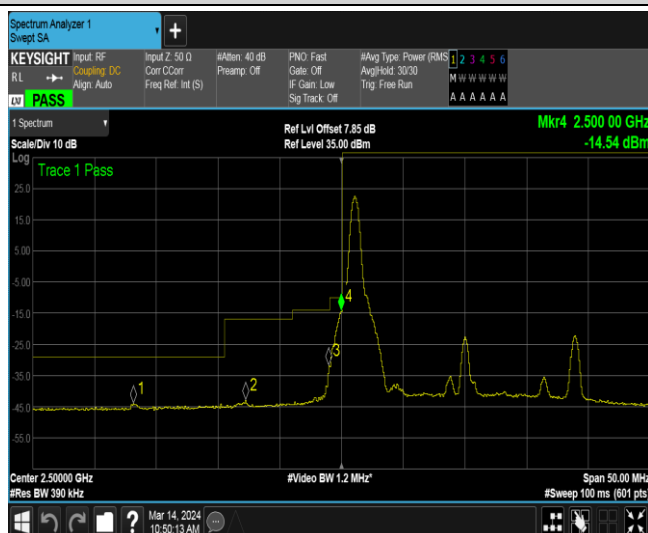 Spectrum Analyzer 1
Swept SA
+
KEYSIGHT
Input: RF
Input Z: 50 Ω
#Atten: 40 dB
PNO: Fast
#Avg Type: Power (RMS
1 2 3 4 5 6
RL
Coupling: DC
Corr CCorr
Preamp: Off
Gate: Off
Avg|Hold: 30/30
M W W W W W
Align: Auto
Freq Ref: Int (S)
IF Gain: Low
Trig: Free Run
LXI
PASS
Sig Track: Off
A A A A A A
1 Spectrum
Ref Lvl Offset 7.85 dB
Mkr4 2.500 00 GHz
Scale/Div 10 dB
Ref Level 35.00 dBm
-14.54 dBm
Log
Trace 1 Pass
25.0
15.0
5.00
-5.00
4
-15.0
-25.0
3
-35.0
1
2
-45.0
-55.0
Center 2.50000 GHz
#Video BW 1.2 MHz*
Span 50.00 MHz
#Res BW 390 kHz
#Sweep 100 ms (601 pts)
?
Mar 14, 2024
10:50:13 AM